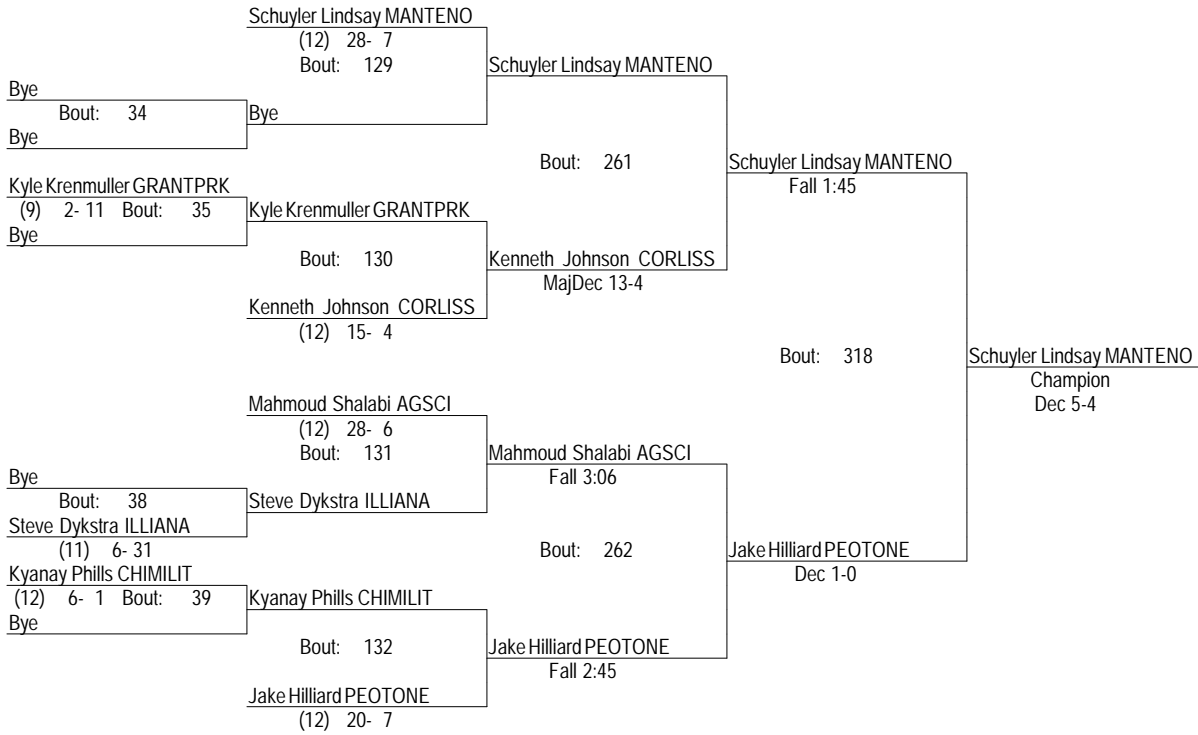 Schuyler Lindsay MANTENO
(12) 28- 7
Bout: 129
Schuyler Lindsay MANTENO
Bye
Bout: 34
Bye
Bye
Bout: 261
Schuyler Lindsay MANTENO
Fall 1:45
Kyle Krenmuller GRANTPRK
(9) 2- 11 Bout: 35
Kyle Krenmuller GRANTPRK
Bye
Bout: 130
Kenneth Johnson CORLISS
MajDec 13-4
Kenneth Johnson CORLISS
(12) 15- 4
Bout: 318
Schuyler Lindsay MANTENO
Champion
Dec 5-4
Mahmoud Shalabi AGSCI
(12) 28- 6
Bout: 131
Mahmoud Shalabi AGSCI
Fall 3:06
Bye
Bout: 38
Steve Dykstra ILLIANA
Steve Dykstra ILLIANA
(11) 6- 31
Bout: 262
Jake Hilliard PEOTONE
Dec 1-0
Kyanay Phills CHIMILIT
(12) 6- 1 Bout: 39
Kyanay Phills CHIMILIT
Bye
Bout: 132
Jake Hilliard PEOTONE
Fall 2:45
Jake Hilliard PEOTONE
(12) 20- 7